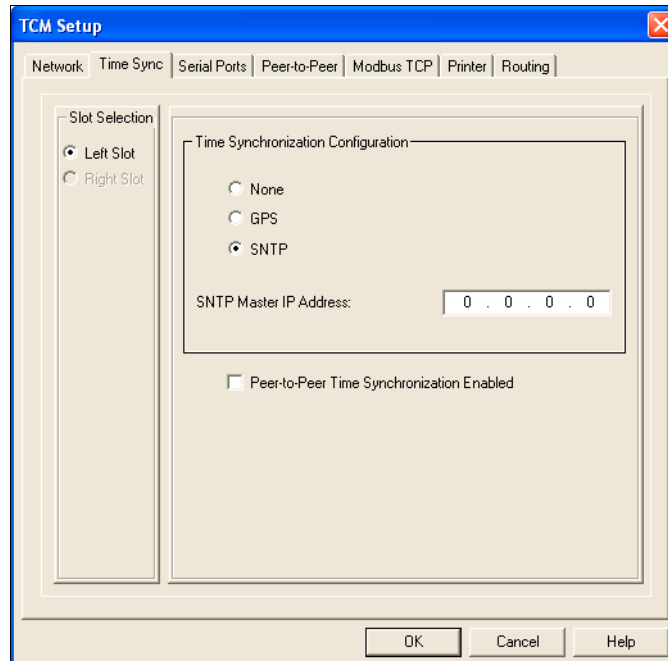 TCM Setup
Network Time Sync Serial Ports Peer-to-Peer Modbus TCP Printer Routing
Slot Selection
Left Slot
Right Slot
Time Synchronization Configuration
None
GPS
SNTP
SNTP Master IP Address: 0 . 0 . 0 . 0
Peer-to-Peer Time Synchronization Enabled
OK Cancel Help